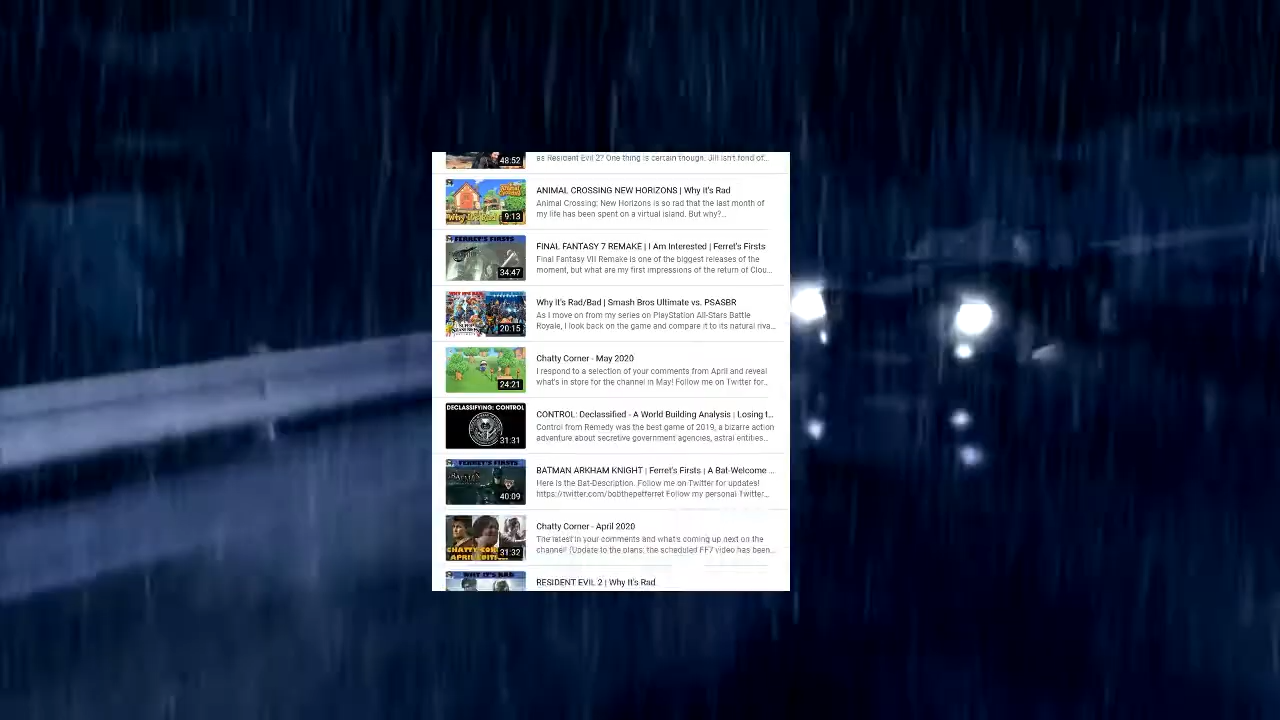 48:52
as Resident Evil 2? One thing is certain though. Jill isn't fond of...
ANIMAL CROSSING NEW HORIZONS | Why it's Rad
Animal Crossing: New Horizons is so rad that the last month of
my life has been spent on a virtual island. But why?...
9:13
FERRET'S FIRSTS
FINAL FANTASY 7 REMAKE | I Am Interested | Ferret's Firsts
Final Fantasy VII Remake is one of the biggest releases of the
moment, but what are my first impressions of the return of Clou...
34:47
Why it's Rad/Bad | Smash Bros Ultimate vs. PSASBR
As I move on from my series on PlayStation All-Stars Battle
Royale, I look back on the game and compare it to its natural riva...
20:15
Chatty Corner - May 2020
I respond to a selection of your comments from April and reveal
what's in store for the channel in May! Follow me on Twitter for...
24:21
DECLASSIFYING: CONTROL
CONTROL: Declassified - A World Building Analysis | Losing t...
Control from Remedy was the best game of 2019, a bizarre action
adventure about secretive government agencies, astral entities...
31:31
FERRET'S FIRSTS
BATMAN ARKHAM KNIGHT | Ferret's Firsts | A Bat-Welcome ...
Here is the Bat-Description. Follow me on Twitter for updates!
https://twitter.com/bobthepetferret Follow my personal Twitter...
40:09
Chatty Corner - April 2020
The latest in your comments and what's coming up next on the
channel! [Update to the plans: the scheduled FF7 video has been...
31:32
WHY IT'S RAD
RESIDENT EVIL 2 | Why It's Rad